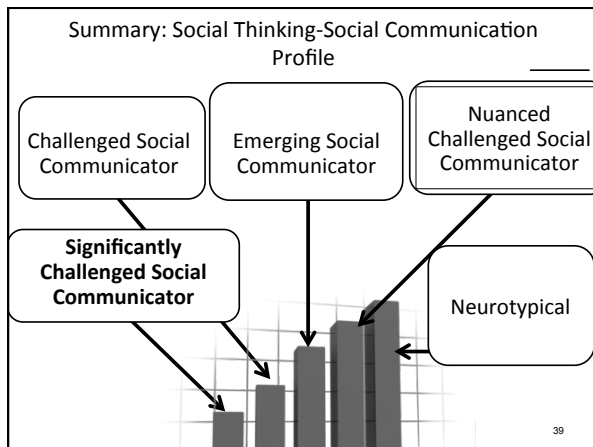 Summary: Social Thinking-Social Communication
Profile
Challenged Social
Communicator
Emerging Social
Communicator
Nuanced
Challenged Social
Communicator
Significantly
Challenged Social
Communicator
Neurotypical
39